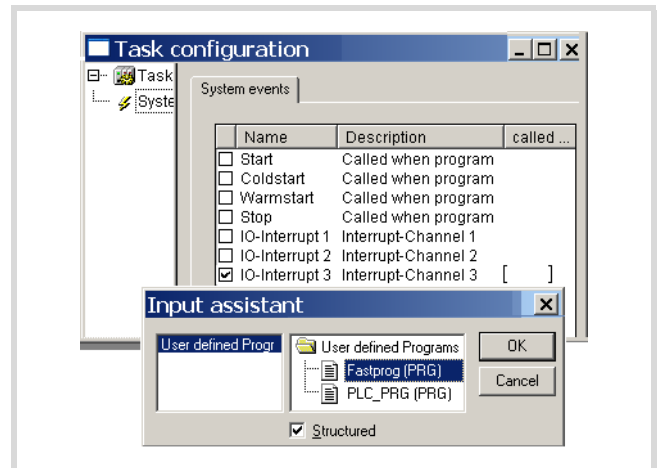 Task configuration
Task
Syste
System events
Name Description called ...
Start Called when program
Coldstart Called when program
Warmstart Called when program
Stop Called when program
IO-Interrupt 1 Interrupt-Channel 1
IO-Interrupt 2 Interrupt-Channel 2
IO-Interrupt 3 Interrupt-Channel 3 [ ]
Input assistant
User defined Progr
User defined Programs
Fastprog (PRG)
PLC_PRG (PRG)
OK
Cancel
Structured